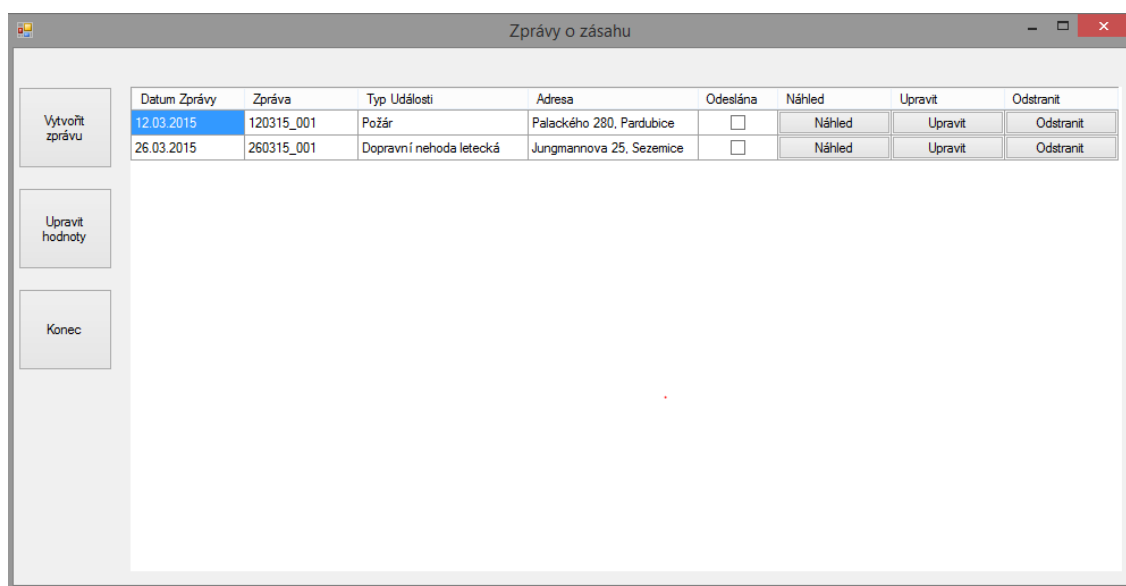 Zprávy o zásahu
Datum Zprávy Zpráva Typ Události Adresa Odeslána Náhled Upravit Odstranit
12.03.2015 120315_001 Požár Palackého 280, Pardubice Náhled Upravit Odstranit
26.03.2015 260315_001 Dopravní nehoda letecká Jungmannova 25, Sezemice Náhled Upravit Odstranit
Vytvořit
zprávu
Upravit
hodnoty
Konec